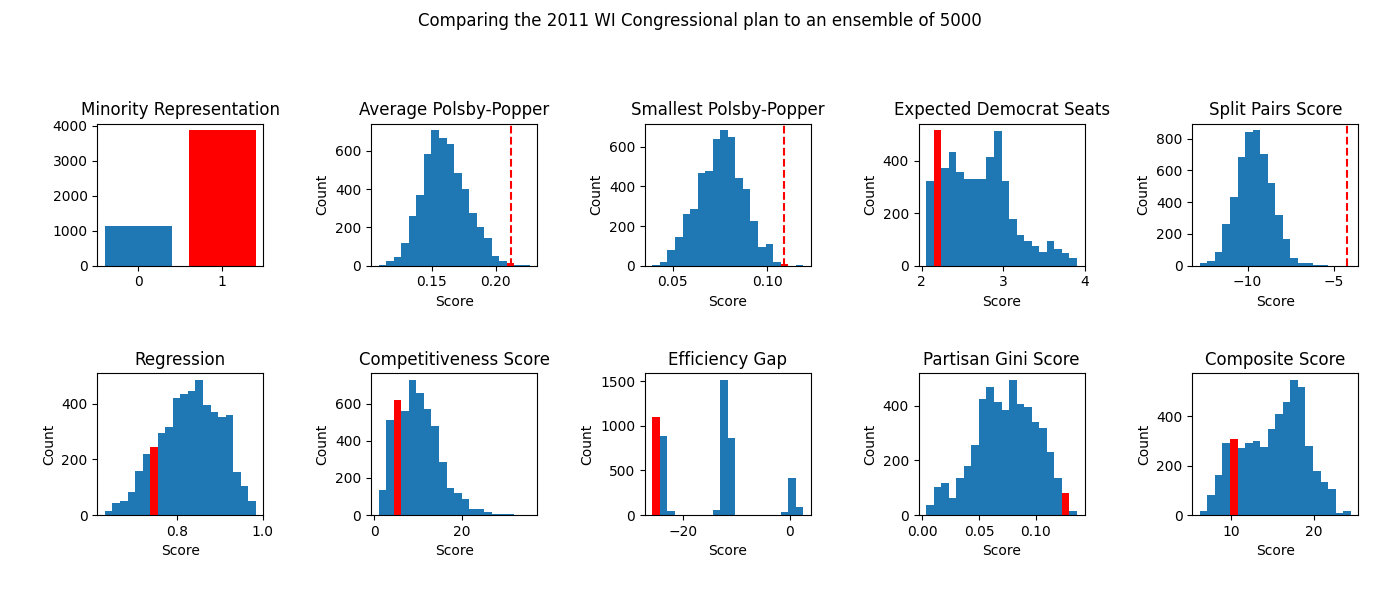 Comparing the 2011 WI Congressional plan to an ensemble of 5000
Minority Representation
4000
3000
2000
1000
0
0 1
Average Polsby-Popper
Count
600
400
200
0
0.15 0.20
Score
Smallest Polsby-Popper
Count
600
400
200
0
0.05 0.10
Score
Expected Democrat Seats
Count
400
200
0
2 3 4
Score
Split Pairs Score
Count
800
600
400
200
0
−10 −5
Score
Regression
Count
400
200
0
0.8 1.0
Score
Competitiveness Score
Count
600
400
200
0
0 20
Score
Efficiency Gap
Count
1500
1000
500
0
−20 0
Score
Partisan Gini Score
Count
400
200
0
0.00 0.05 0.10
Score
Composite Score
Count
400
200
0
10 20
Score